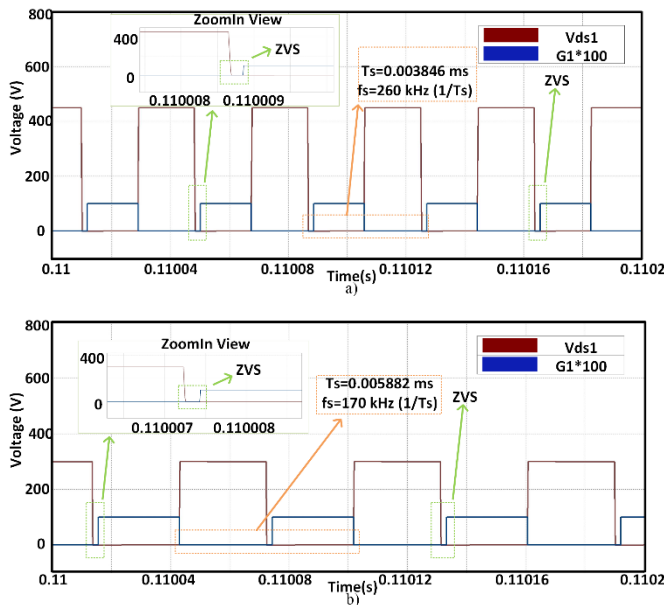 800
600
400
200
0
Voltage (V)
ZoomIn View
400
0
ZVS
0.110008 0.110009
Ts=0.003846 ms
fs=260 kHz (1/Ts)
ZVS
Vds1
G1*100
0.11 0.11004 0.11008 0.110012 0.110016 0.1102
Time(s)
a)
800
600
400
200
0
Voltage (V)
ZoomIn View
400
0
ZVS
0.110007 0.110008
Ts=0.005882 ms
fs=170 kHz (1/Ts)
ZVS
Vds1
G1*100
0.11 0.11004 0.11008 0.110012 0.110016 0.1102
Time(s)
b)